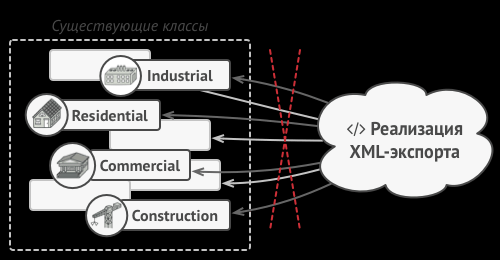 Существующие классы
Industrial
Residential
Commercial
Construction
</> Реализация
XML-экспорта